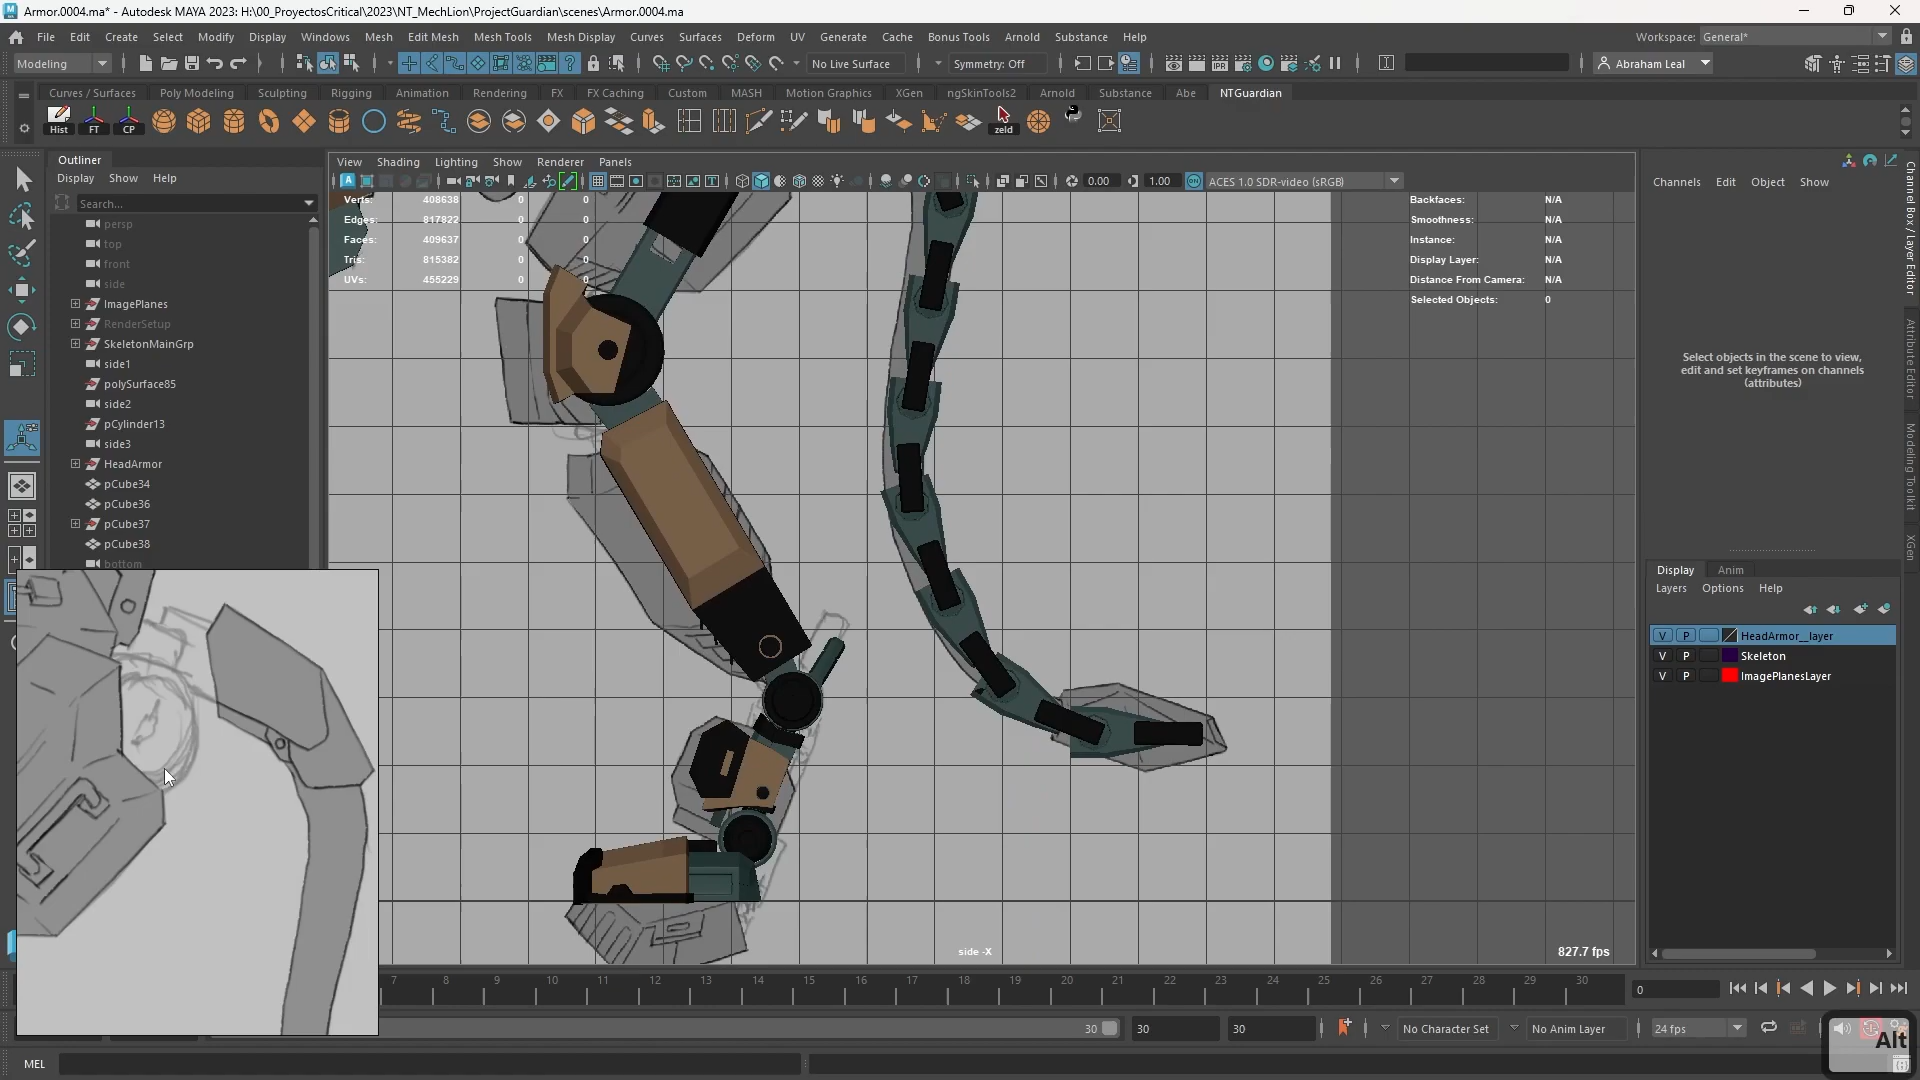 Armor.0004.ma* - Autodesk MAYA 2023: H:\00_ProyectosCritical\2023\NT_MechLion\ProjectGuardian\scenes\Armor.0004.ma
File Edit Create Select Modify Display Windows Mesh Edit Mesh Mesh Tools Mesh Display Curves Surfaces Deform UV Generate Cache Bonus Tools Arnold Substance Help
Workspace: General*
Modeling
No Live Surface
Symmetry: Off
Abraham Leal
Curves / Surfaces Poly Modeling Sculpting Rigging Animation Rendering FX FX Caching Custom MASH Motion Graphics XGen ngSkinTools2 Arnold Substance Abe NTGuardian
Hist FT CP zeld
Outliner
Display Show Help
Search...
persp
top
front
side
ImagePlanes
RenderSetup
SkeletonMainGrp
side1
polySurface85
side2
pCylinder13
side3
HeadArmor
pCube34
pCube36
pCube37
pCube38
bottom
View Shading Lighting Show Renderer Panels
0.00 1.00 ACES 1.0 SDR-video (sRGB)
Verts: 408638 0 0
Edges: 817822 0 0
Faces: 409637 0 0
Tris: 815382 0 0
UVs: 455229 0 0
Backfaces: N/A
Smoothness: N/A
Instance: N/A
Display Layer: N/A
Distance From Camera: N/A
Selected Objects: 0
side -X
827.7 fps
Channels Edit Object Show
Select objects in the scene to view,
edit and set keyframes on channels
(attributes)
Display Anim
Layers Options Help
V P HeadArmor__layer
V P Skeleton
V P ImagePlanesLayer
Channel Box / Layer Editor
Attribute Editor
Modeling Toolkit
XGen
7 8 9 10 11 12 13 14 15 16 17 18 19 20 21 22 23 24 25 26 27 28 29 30
0
30 30 30
No Character Set
No Anim Layer
24 fps
MEL
Alt